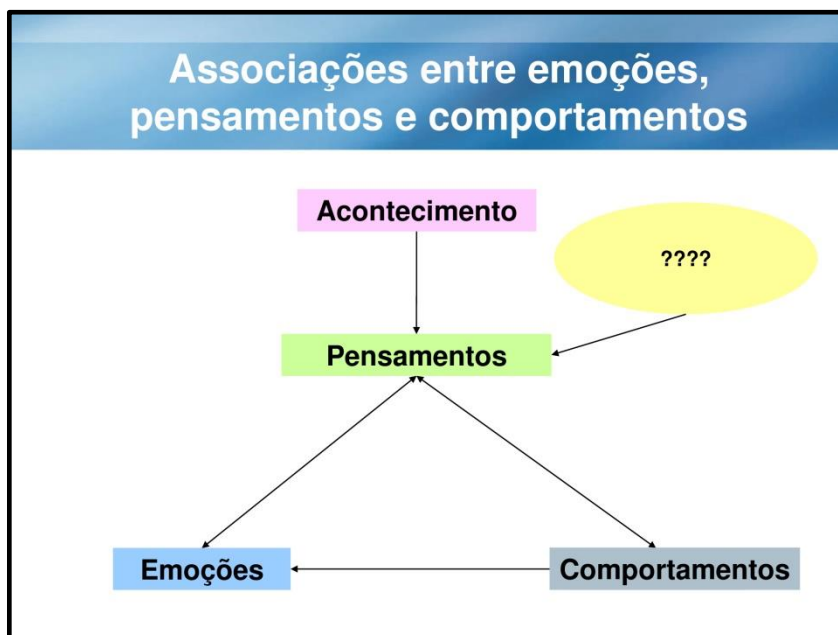 Associações entre emoções,
pensamentos e comportamentos
Acontecimento
????
Pensamentos
Emoções
Comportamentos